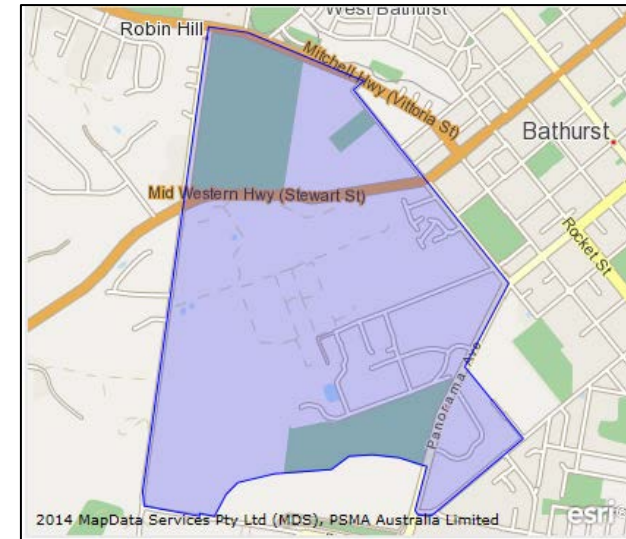 West Bathurst
Robin Hill
Mitchell Hwy (Vittoria St)
Bathurst
Mid Western Hwy (Stewart St)
Rocket St
Panorama Ave
2014 MapData Services Pty Ltd (MDS), PSMA Australia Limited
esri